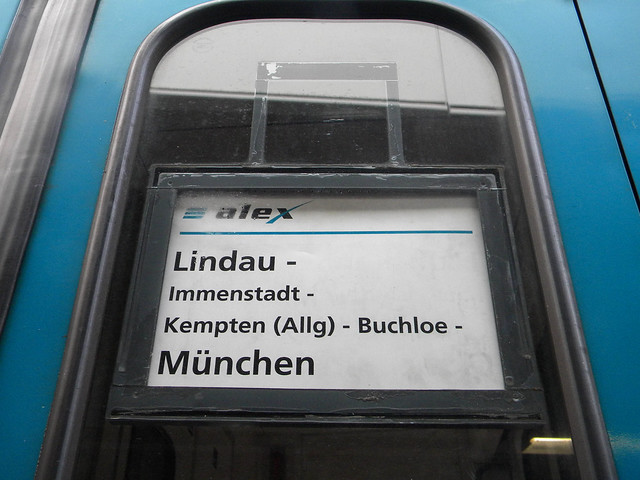 alex
Lindau -
Immenstadt -
Kempten (Allg) - Buchloe -
München